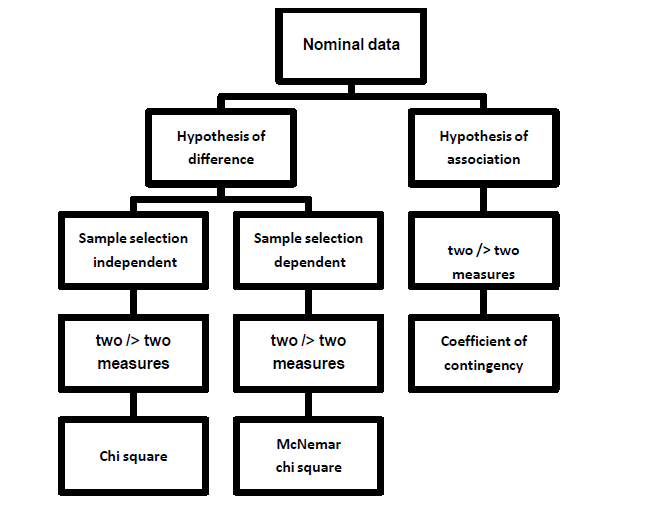 Nominal data
Hypothesis of
difference
Hypothesis of
association
Sample selection
independent
Sample selection
dependent
two /> two
measures
two /> two
measures
two /> two
measures
Coefficient of
contingency
Chi square
McNemar
chi square